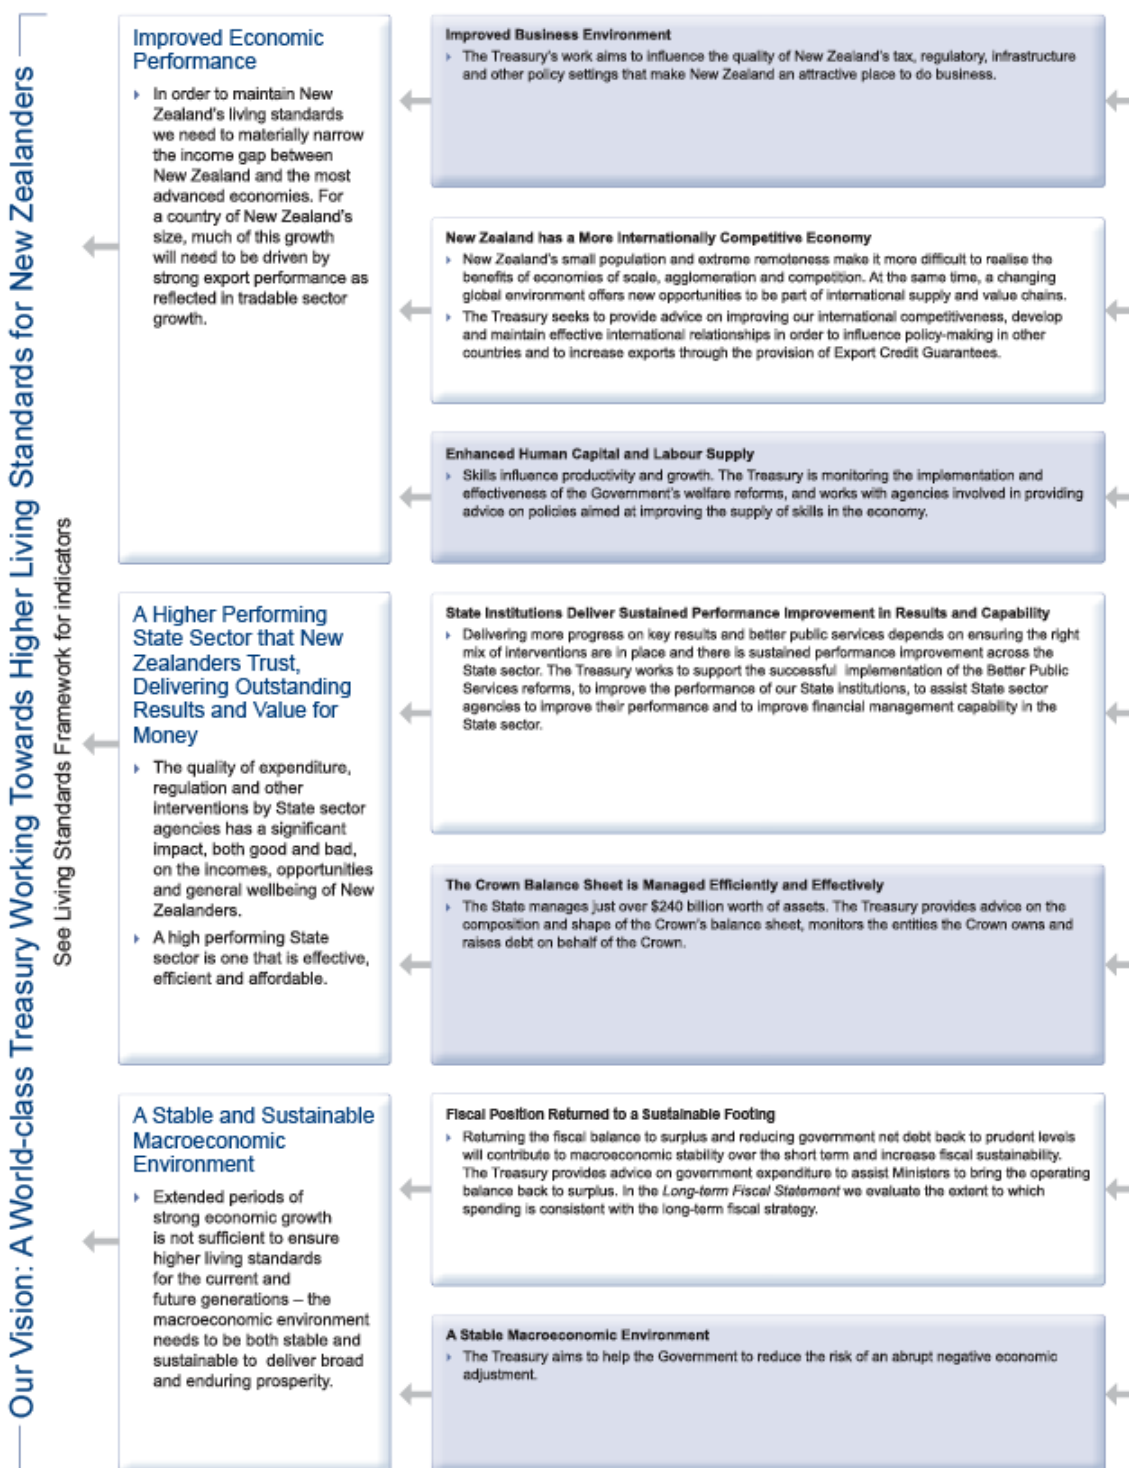 Our Vision: A World-class Treasury Working Towards Higher Living Standards for New Zealanders
See Living Standards Framework for indicators
Improved Economic
Performance
In order to maintain New
Zealand's living standards
we need to materially narrow
the income gap between
New Zealand and the most
advanced economies. For
a country of New Zealand's
size, much of this growth
will need to be driven by
strong export performance as
reflected in tradable sector
growth.
Improved Business Environment
The Treasury's work aims to influence the quality of New Zealand's tax, regulatory, infrastructure
and other policy settings that make New Zealand an attractive place to do business.
New Zealand has a More Internationally Competitive Economy
New Zealand's small population and extreme remoteness make it more difficult to realise the
benefits of economies of scale, agglomeration and competition. At the same time, a changing
global environment offers new opportunities to be part of international supply and value chains.
The Treasury seeks to provide advice on improving our international competitiveness, develop
and maintain effective international relationships in order to influence policy-making in other
countries and to increase exports through the provision of Export Credit Guarantees.
Enhanced Human Capital and Labour Supply
Skills influence productivity and growth. The Treasury is monitoring the implementation and
effectiveness of the Government's welfare reforms, and works with agencies involved in providing
advice on policies aimed at improving the supply of skills in the economy.
A Higher Performing
State Sector that New
Zealanders Trust,
Delivering Outstanding
Results and Value for
Money
The quality of expenditure,
regulation and other
interventions by State sector
agencies has a significant
impact, both good and bad,
on the incomes, opportunities
and general wellbeing of New
Zealanders.
A high performing State
sector is one that is effective,
efficient and affordable.
State Institutions Deliver Sustained Performance Improvement in Results and Capability
Delivering more progress on key results and better public services depends on ensuring the right
mix of interventions are in place and there is sustained performance improvement across the
State sector. The Treasury works to support the successful implementation of the Better Public
Services reforms, to improve the performance of our State institutions, to assist State sector
agencies to improve their performance and to improve financial management capability in the
State sector.
The Crown Balance Sheet is Managed Efficiently and Effectively
The State manages just over $240 billion worth of assets. The Treasury provides advice on the
composition and shape of the Crown's balance sheet, monitors the entities the Crown owns and
raises debt on behalf of the Crown.
A Stable and Sustainable
Macroeconomic
Environment
Extended periods of
strong economic growth
is not sufficient to ensure
higher living standards
for the current and
future generations – the
macroeconomic environment
needs to be both stable and
sustainable to deliver broad
and enduring prosperity.
Fiscal Position Returned to a Sustainable Footing
Returning the fiscal balance to surplus and reducing government net debt back to prudent levels
will contribute to macroeconomic stability over the short term and increase fiscal sustainability.
The Treasury provides advice on government expenditure to assist Ministers to bring the operating
balance back to surplus. In the Long-term Fiscal Statement we evaluate the extent to which
spending is consistent with the long-term fiscal strategy.
A Stable Macroeconomic Environment
The Treasury aims to help the Government to reduce the risk of an abrupt negative economic
adjustment.